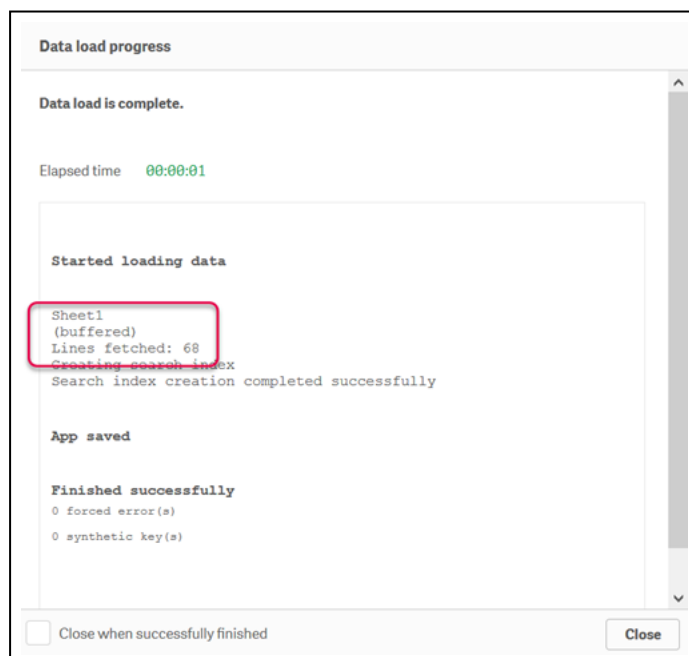 Data load progress
Data load is complete.
Elapsed time 00:00:01
Started loading data
Sheet1
(buffered)
Lines fetched: 68
Creating search index
Search index creation completed successfully
App saved
Finished successfully
0 forced error(s)
0 synthetic key(s)
Close when successfully finished
Close